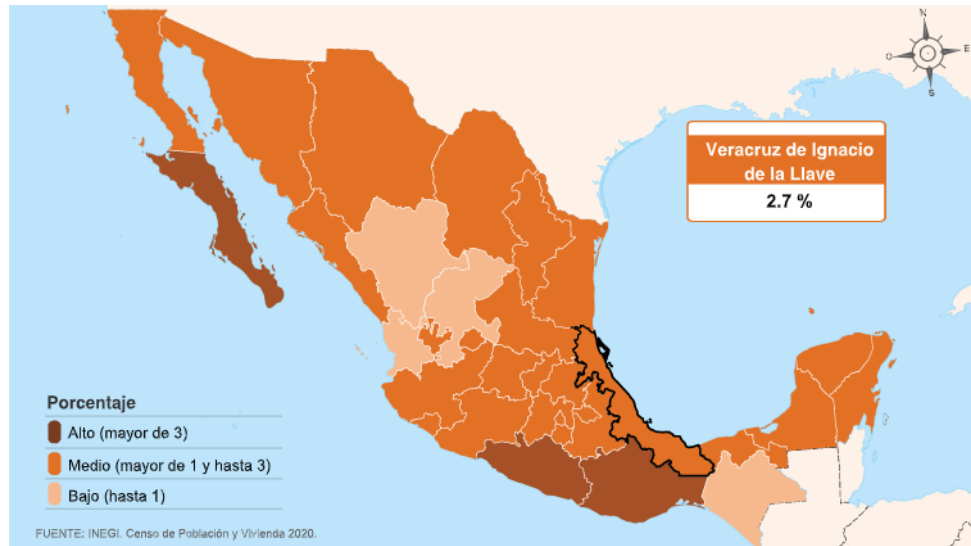 N
O
E
S
Veracruz de Ignacio
de la Llave
2.7 %
Porcentaje
Alto (mayor de 3)
Medio (mayor de 1 y hasta 3)
Bajo (hasta 1)
FUENTE: INEGI. Censo de Población y Vivienda 2020.